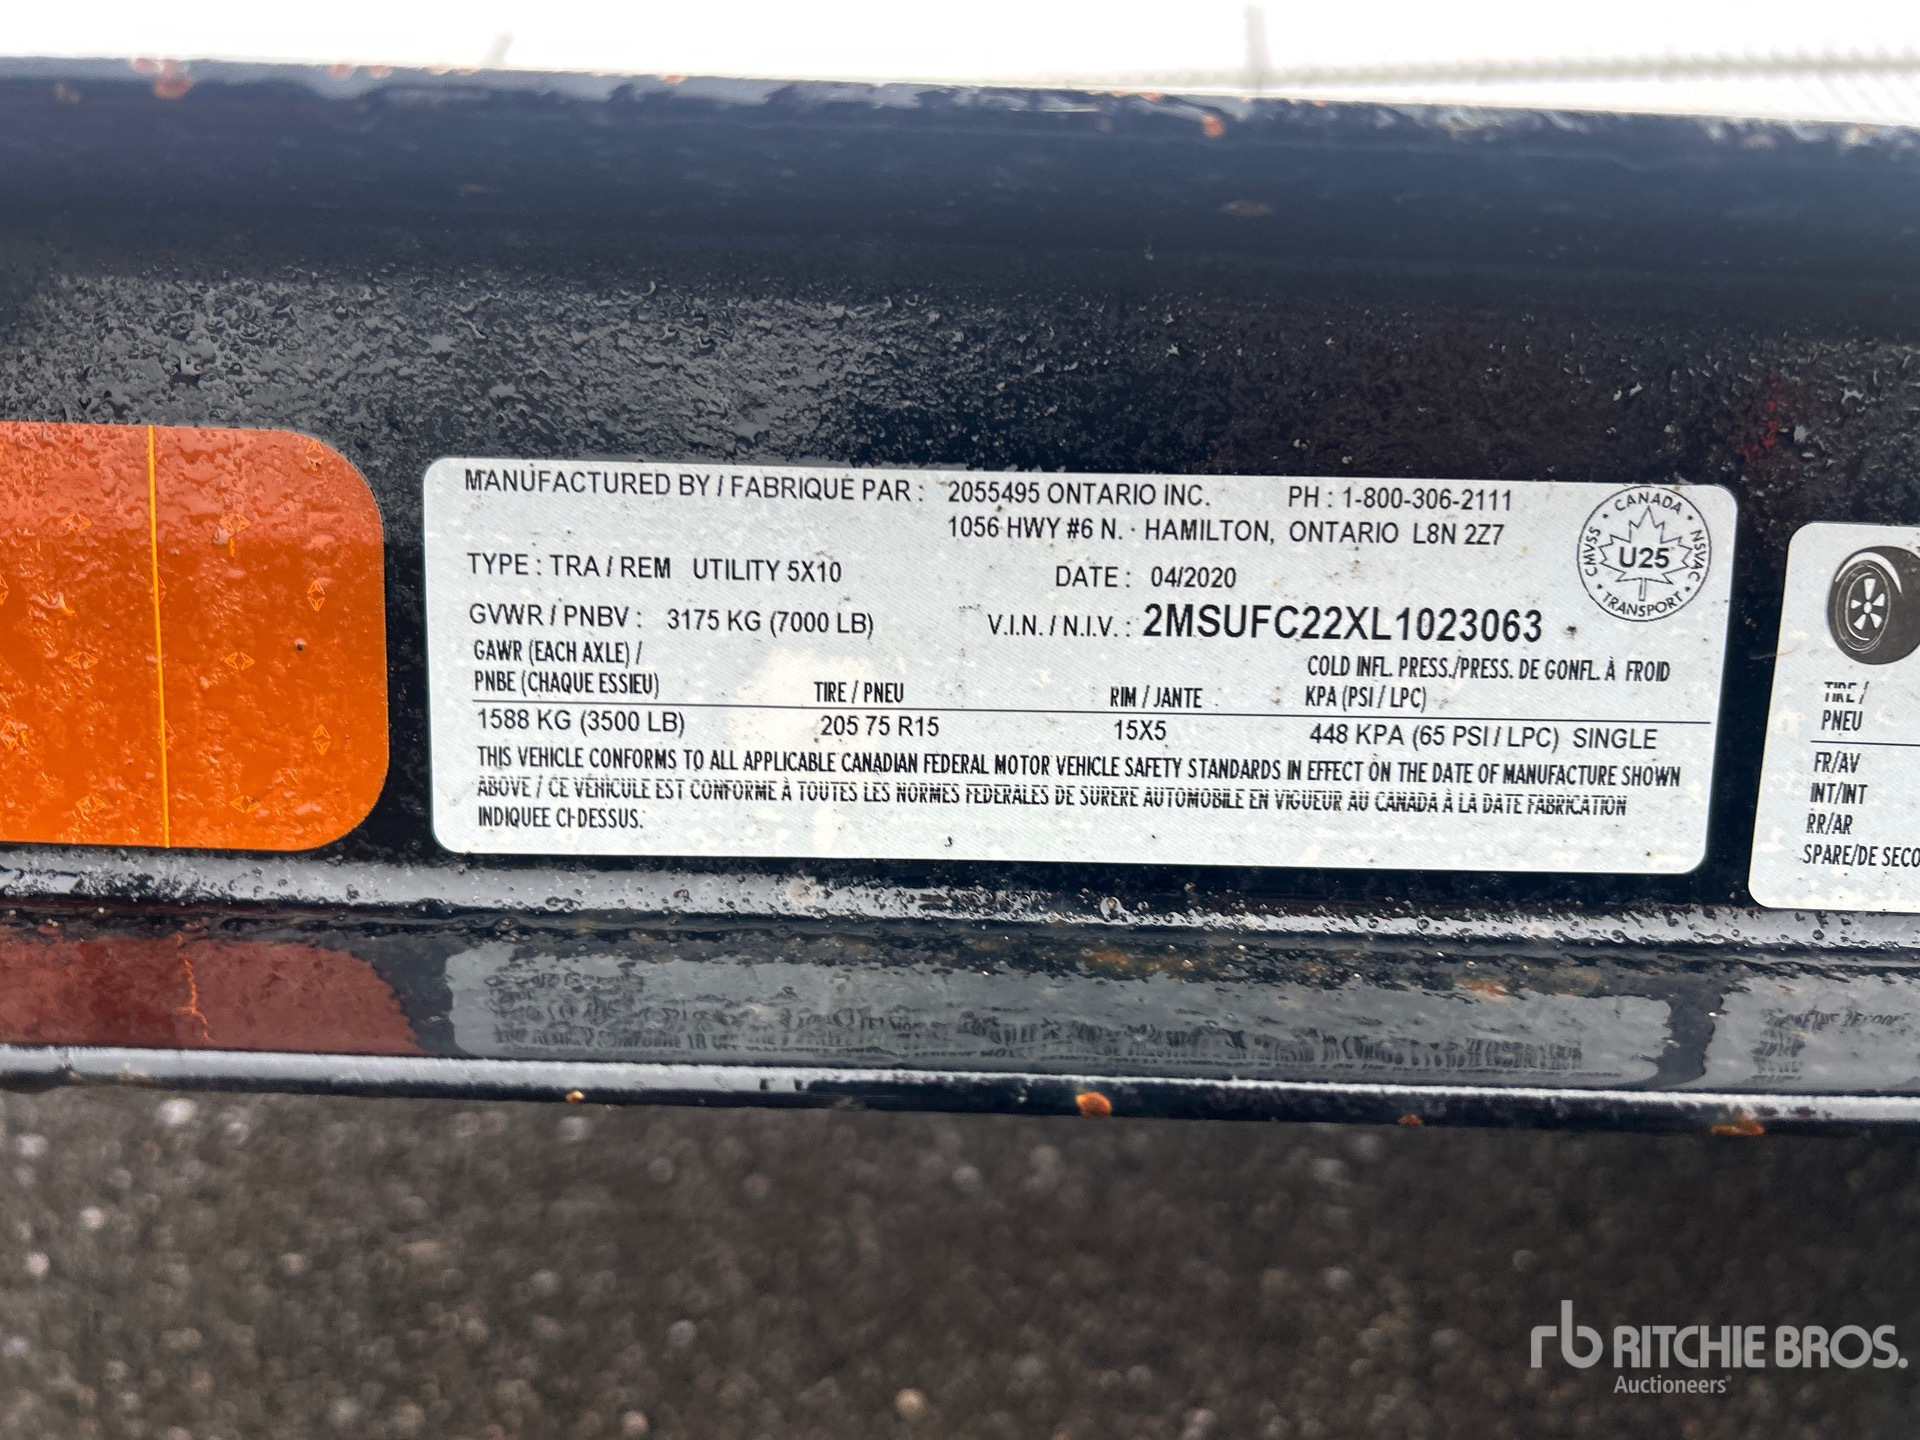 MANUFACTURED BY / FABRIQUE PAR : 2055495 ONTARIO INC. PH : 1-800-306-2111
1056 HWY #6 N. · HAMILTON, ONTARIO L8N 2Z7
TYPE : TRA / REM UTILITY 5X10 DATE : 04/2020
GVWR / PNBV : 3175 KG (7000 LB) V.I.N. / N.I.V. : 2MSUFC22XL1023063
GAWR (EACH AXLE) /
PNBE (CHAQUE ESSIEU) TIRE / PNEU RIM / JANTE COLD INFL. PRESS./PRESS. DE GONFL. À FROID
KPA (PSI / LPC)
1588 KG (3500 LB) 205 75 R15 15X5 448 KPA (65 PSI / LPC) SINGLE
THIS VEHICLE CONFORMS TO ALL APPLICABLE CANADIAN FEDERAL MOTOR VEHICLE SAFETY STANDARDS IN EFFECT ON THE DATE OF MANUFACTURE SHOWN
ABOVE / CE VÉHICULE EST CONFORME À TOUTES LES NORMES FEDERALES DE SURERE AUTOMOBILE EN VIGUEUR AU CANADA À LA DATE FABRICATION
INDIQUEE CI-DESSUS.
CANADA · NSVAC · TRANSPORT · CMVSS ·
U25
TIRE /
PNEU
FR/AV
INT/INT
RR/AR
SPARE/DE SECO
rb RITCHIE BROS.
Auctioneers